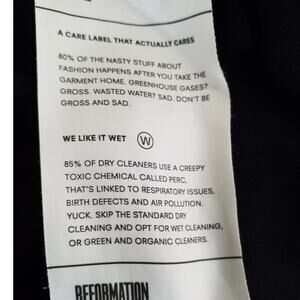 A CARE LABEL THAT ACTUALLY CARES
80% OF THE NASTY STUFF ABOUT
FASHION HAPPENS AFTER YOU TAKE THE
GARMENT HOME. GREENHOUSE GASES?
GROSS. WASTED WATER? SAD. DON'T BE
GROSS AND SAD.
WE LIKE IT WET W
85% OF DRY CLEANERS USE A CREEPY
TOXIC CHEMICAL CALLED PERC,
THAT'S LINKED TO RESPIRATORY ISSUES,
BIRTH DEFECTS AND AIR POLLUTION.
YUCK. SKIP THE STANDARD DRY
CLEANING AND OPT FOR WET CLEANING,
OR GREEN AND ORGANIC CLEANERS.
REFORMATION